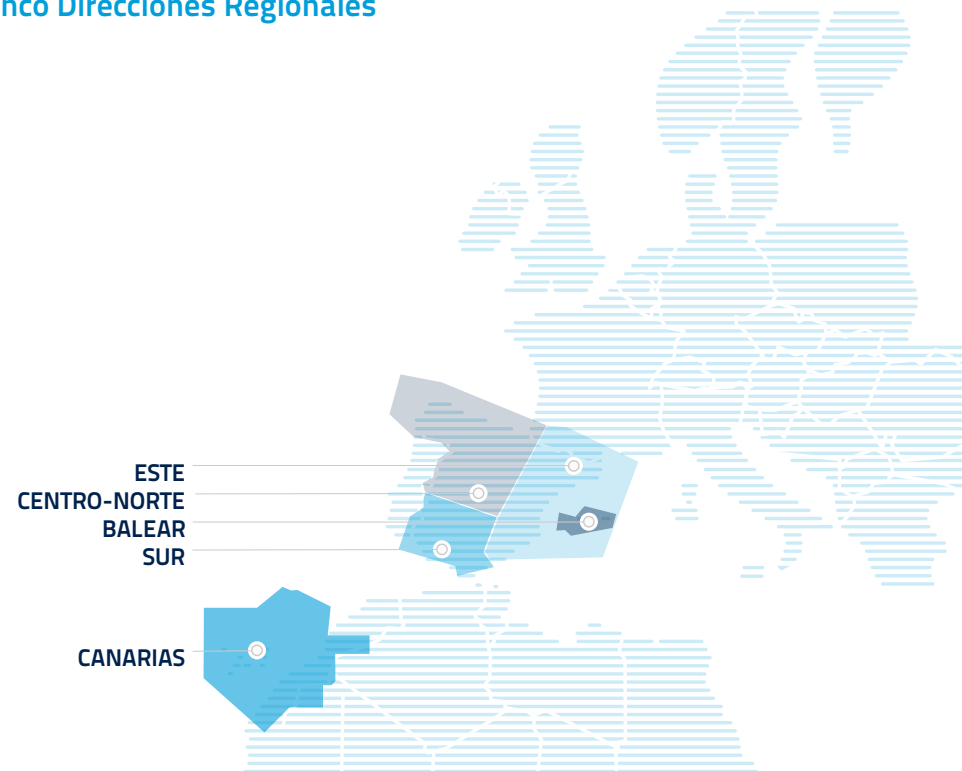 nco Direcciones Regionales
ESTE
CENTRO-NORTE
BALEAR
SUR
CANARIAS